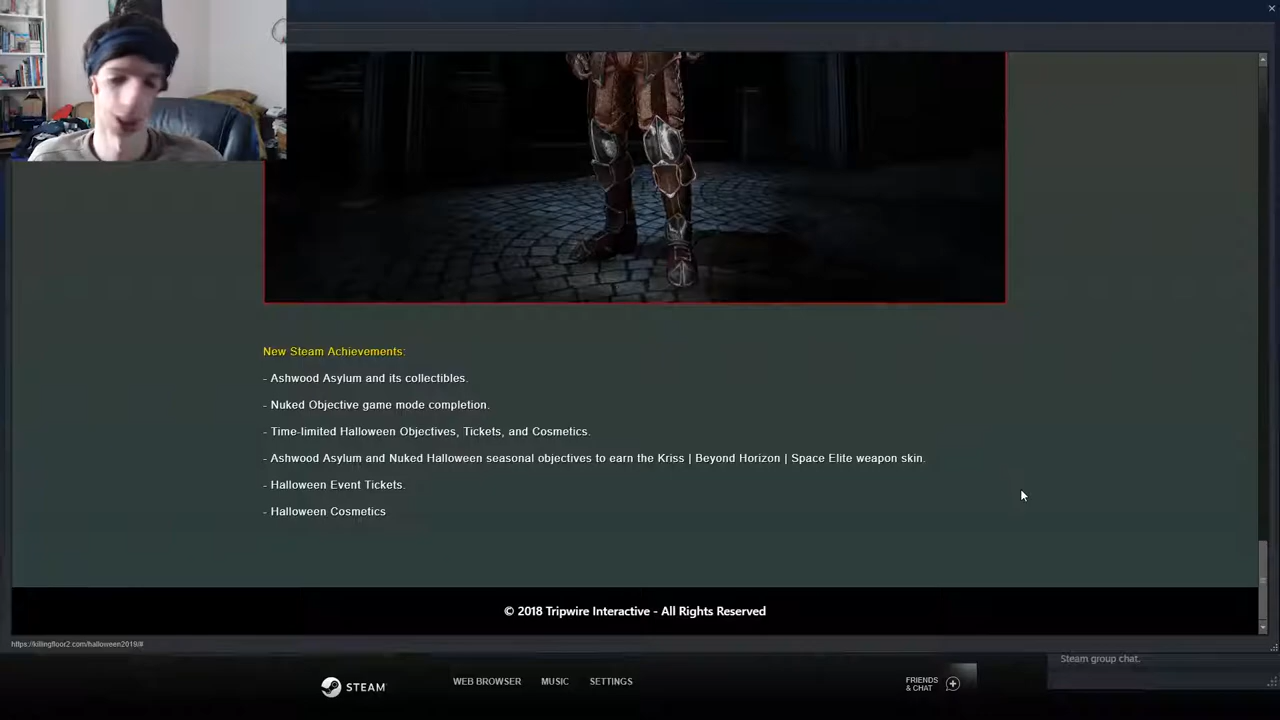 New Steam Achievements:
- Ashwood Asylum and its collectibles.
- Nuked Objective game mode completion.
- Time-limited Halloween Objectives, Tickets, and Cosmetics.
- Ashwood Asylum and Nuked Halloween seasonal objectives to earn the Kriss | Beyond Horizon | Space Elite weapon skin.
- Halloween Event Tickets.
- Halloween Cosmetics
© 2018 Tripwire Interactive - All Rights Reserved
https://killingfloor2.com/halloween2019/#
Steam group chat.
STEAM
WEB BROWSER MUSIC SETTINGS
FRIENDS
& CHAT